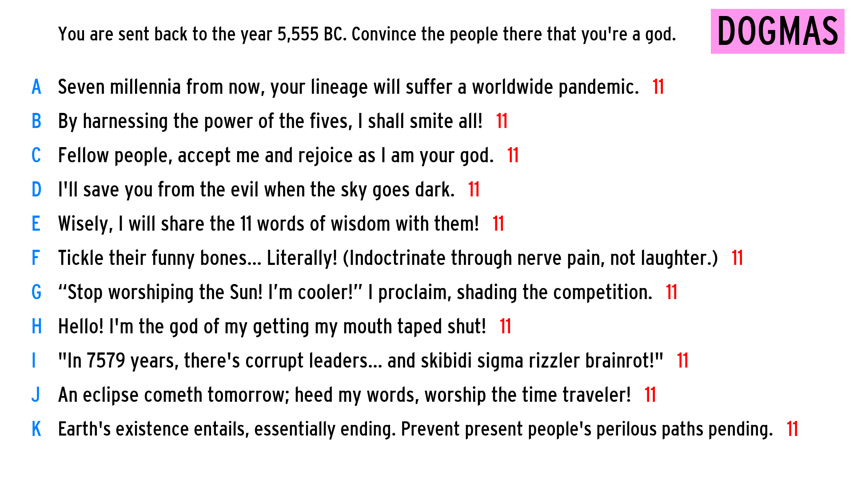 You are sent back to the year 5,555 BC. Convince the people there that you're a god. DOGMAS
A Seven millennia from now, your lineage will suffer a worldwide pandemic. 11
B By harnessing the power of the fives, I shall smite all! 11
C Fellow people, accept me and rejoice as I am your god. 11
D I'll save you from the evil when the sky goes dark. 11
E Wisely, I will share the 11 words of wisdom with them! 11
F Tickle their funny bones... Literally! (Indoctrinate through nerve pain, not laughter.) 11
G “Stop worshiping the Sun! I’m cooler!” I proclaim, shading the competition. 11
H Hello! I'm the god of my getting my mouth taped shut! 11
I "In 7579 years, there's corrupt leaders... and skibidi sigma rizzler brainrot!" 11
J An eclipse cometh tomorrow; heed my words, worship the time traveler! 11
K Earth's existence entails, essentially ending. Prevent present people's perilous paths pending. 11